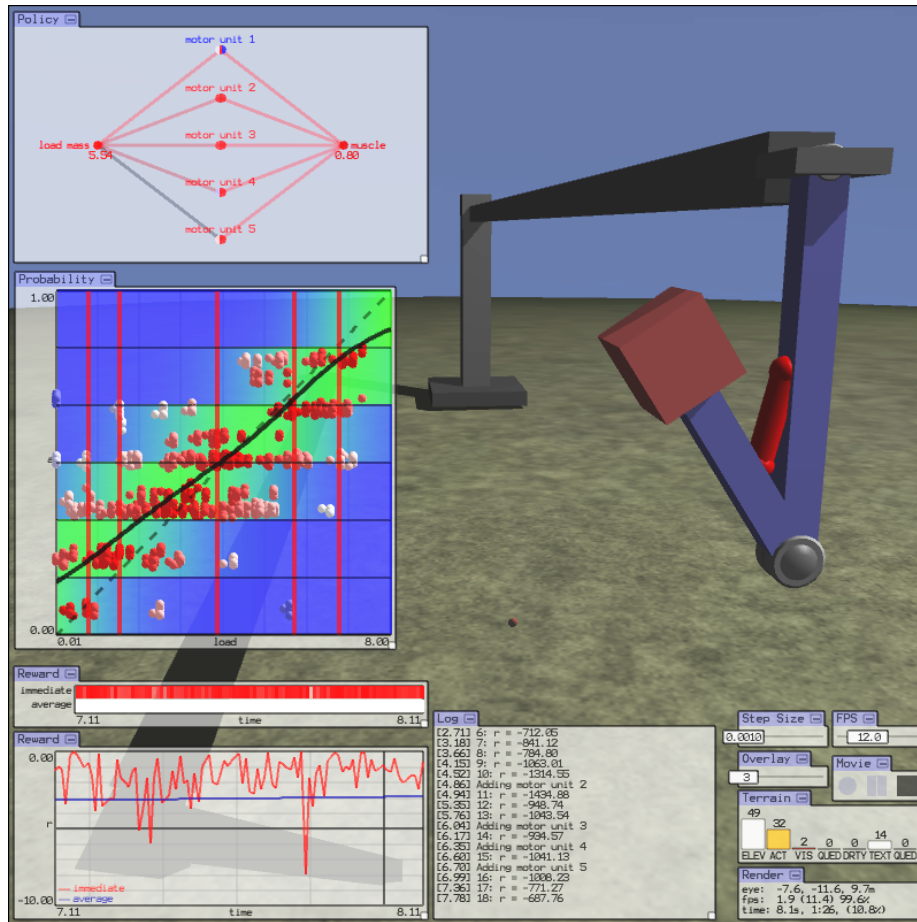 Policy
motor unit 1
motor unit 2
load mass
motor unit 3
muscle
5.54
0.80
motor unit 4
motor unit 5
Probability
1.00
0.00
0.01
load
8.00
Reward
immediate
average
7.11
time
8.11
Reward
0.00
r
-10.00
immediate
average
7.11
time
8.11
Log
[2.71] 6: r = -712.05
[3.18] 7: r = -841.12
[3.66] 8: r = -784.80
[4.15] 9: r = -1063.01
[4.52] 10: r = -1314.55
[4.86] Adding motor unit 2
[4.94] 11: r = -1434.88
[5.35] 12: r = -948.74
[5.76] 13: r = -1043.54
[6.04] Adding motor unit 3
[6.17] 14: r = -934.57
[6.35] Adding motor unit 4
[6.60] 15: r = -1041.13
[6.70] Adding motor unit 5
[6.99] 16: r = -1008.23
[7.36] 17: r = -771.27
[7.78] 18: r = -687.76
Step Size
0.0010
FPS
12.0
Overlay
3
Movie
Terrain
49
32
2
0
0
14
0
ELEV ACT VIS QUED DRTY TEXT QUED
Render
eye: -7.6, -11.6, 9.7m
fps: 1.9 (11.4) 99.6%
time: 8.1s, 1:26, (10.8%)